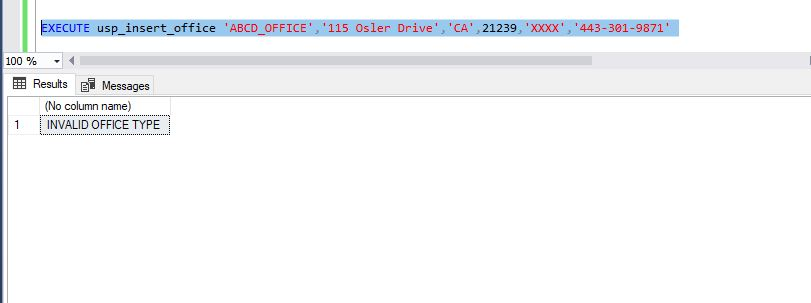 EXECUTE usp_insert_office 'ABCD_OFFICE','115 Osler Drive','CA',21239,'XXXX','443-301-9871'
100 %
Results Messages
(No column name)
1 INVALID OFFICE TYPE